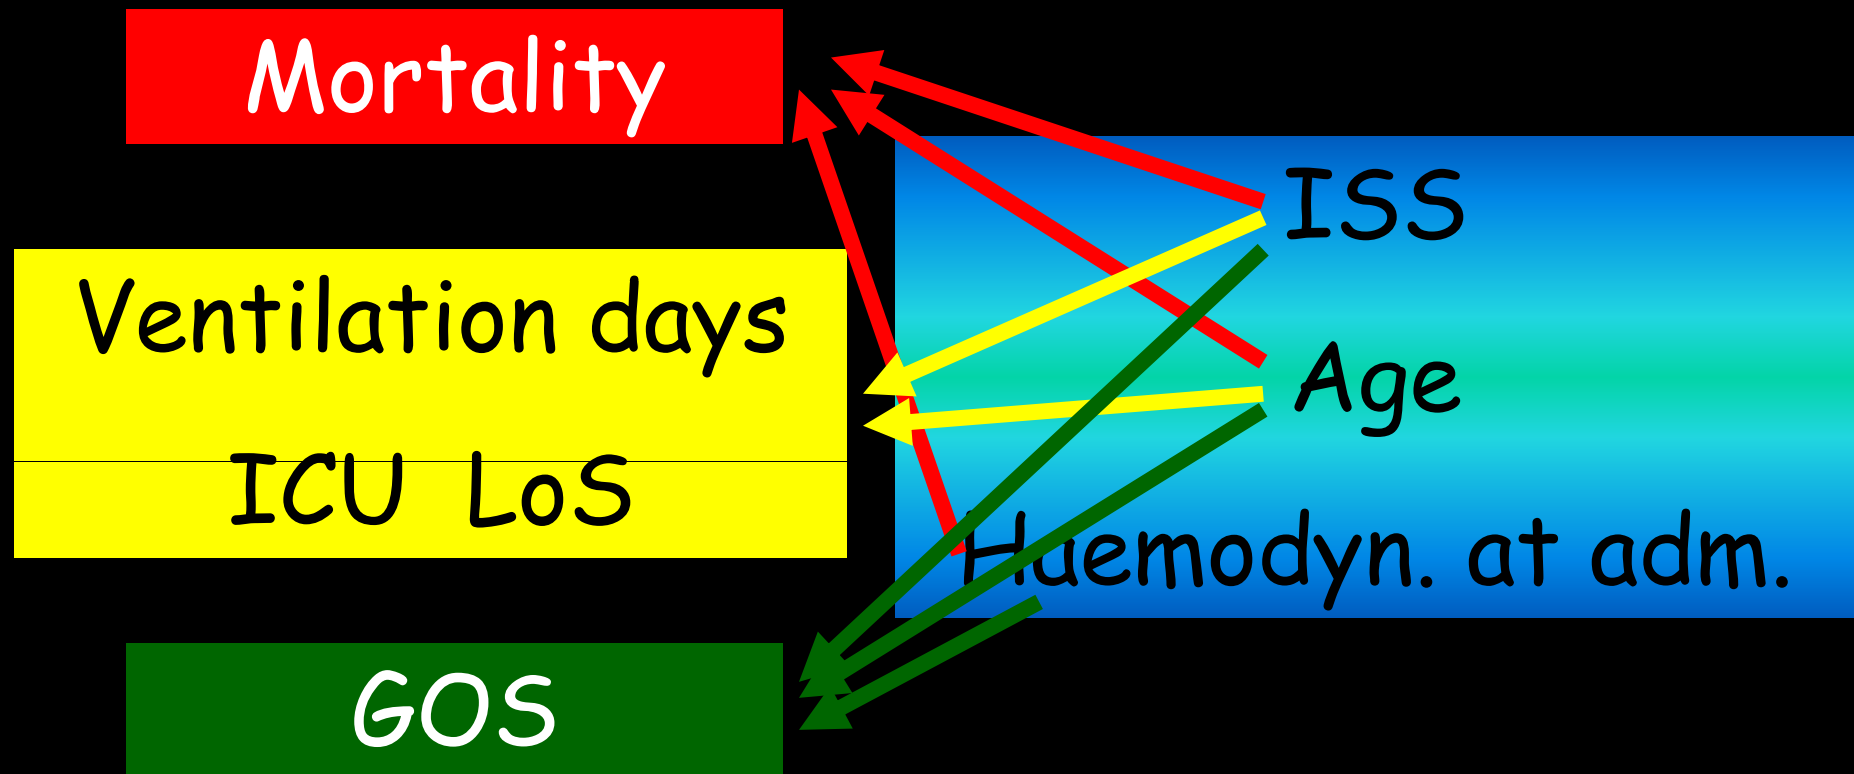 Mortality
Ventilation days
ICU LoS
GOS
ISS
Age
Haemodyn. at adm.